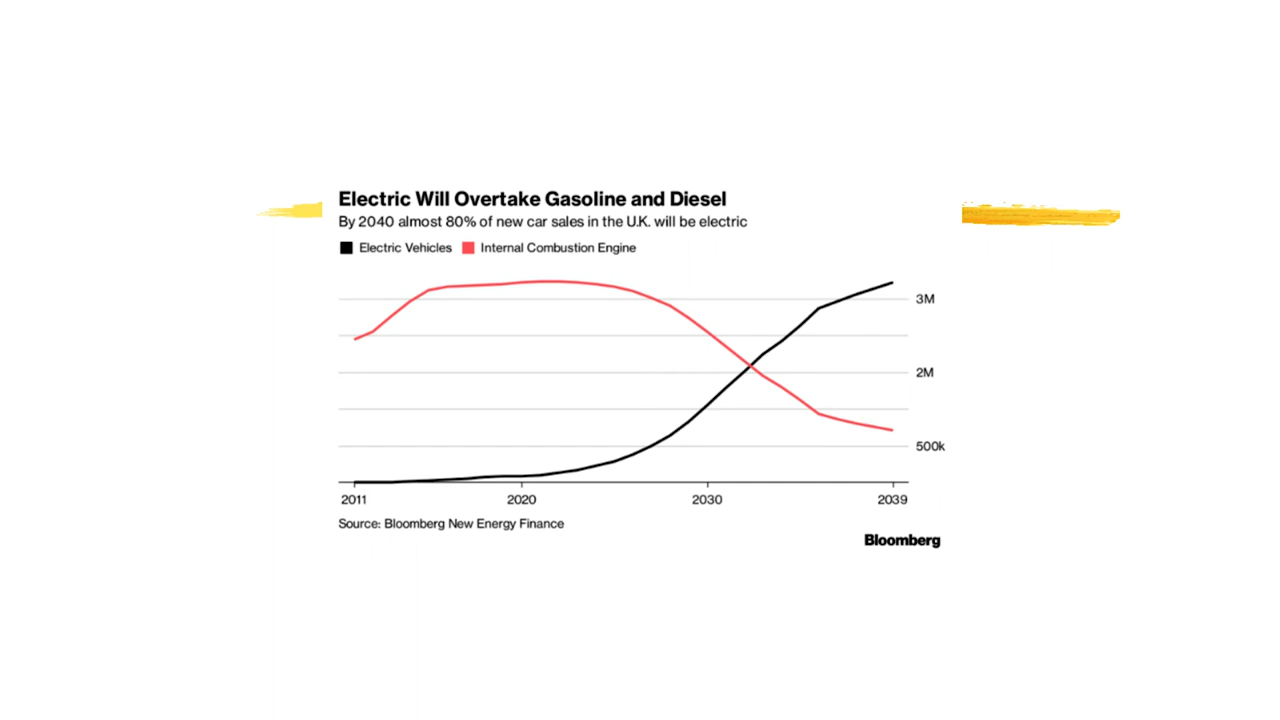 Electric Will Overtake Gasoline and Diesel
By 2040 almost 80% of new car sales in the U.K. will be electric
Electric Vehicles Internal Combustion Engine
3M
2M
500k
2011 2020 2030 2039
Source: Bloomberg New Energy Finance
Bloomberg